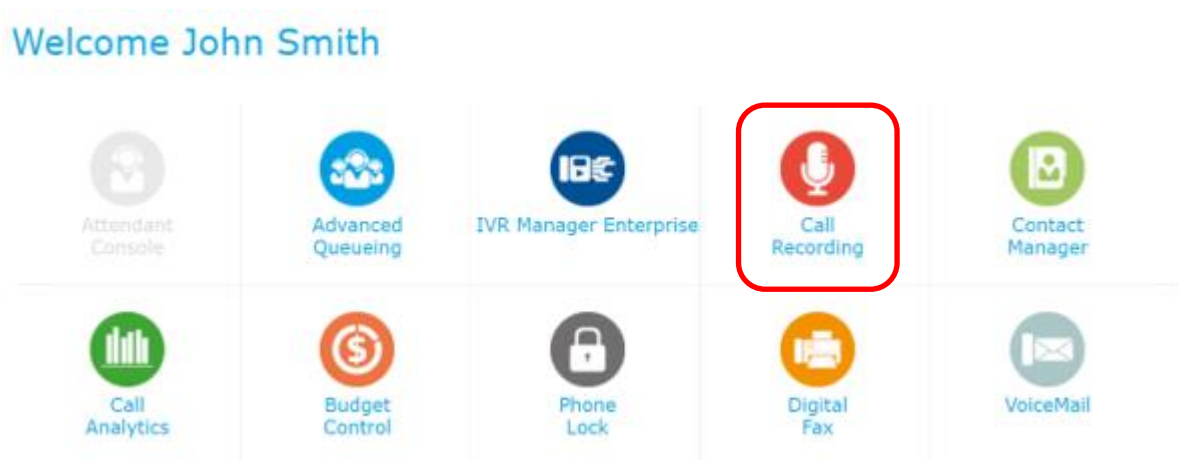 Welcome John Smith
Attendant
Console
Advanced
Queueing
IVR Manager Enterprise
Call
Recording
Contact
Manager
Call
Analytics
Budget
Control
Phone
Lock
Digital
Fax
VoiceMail